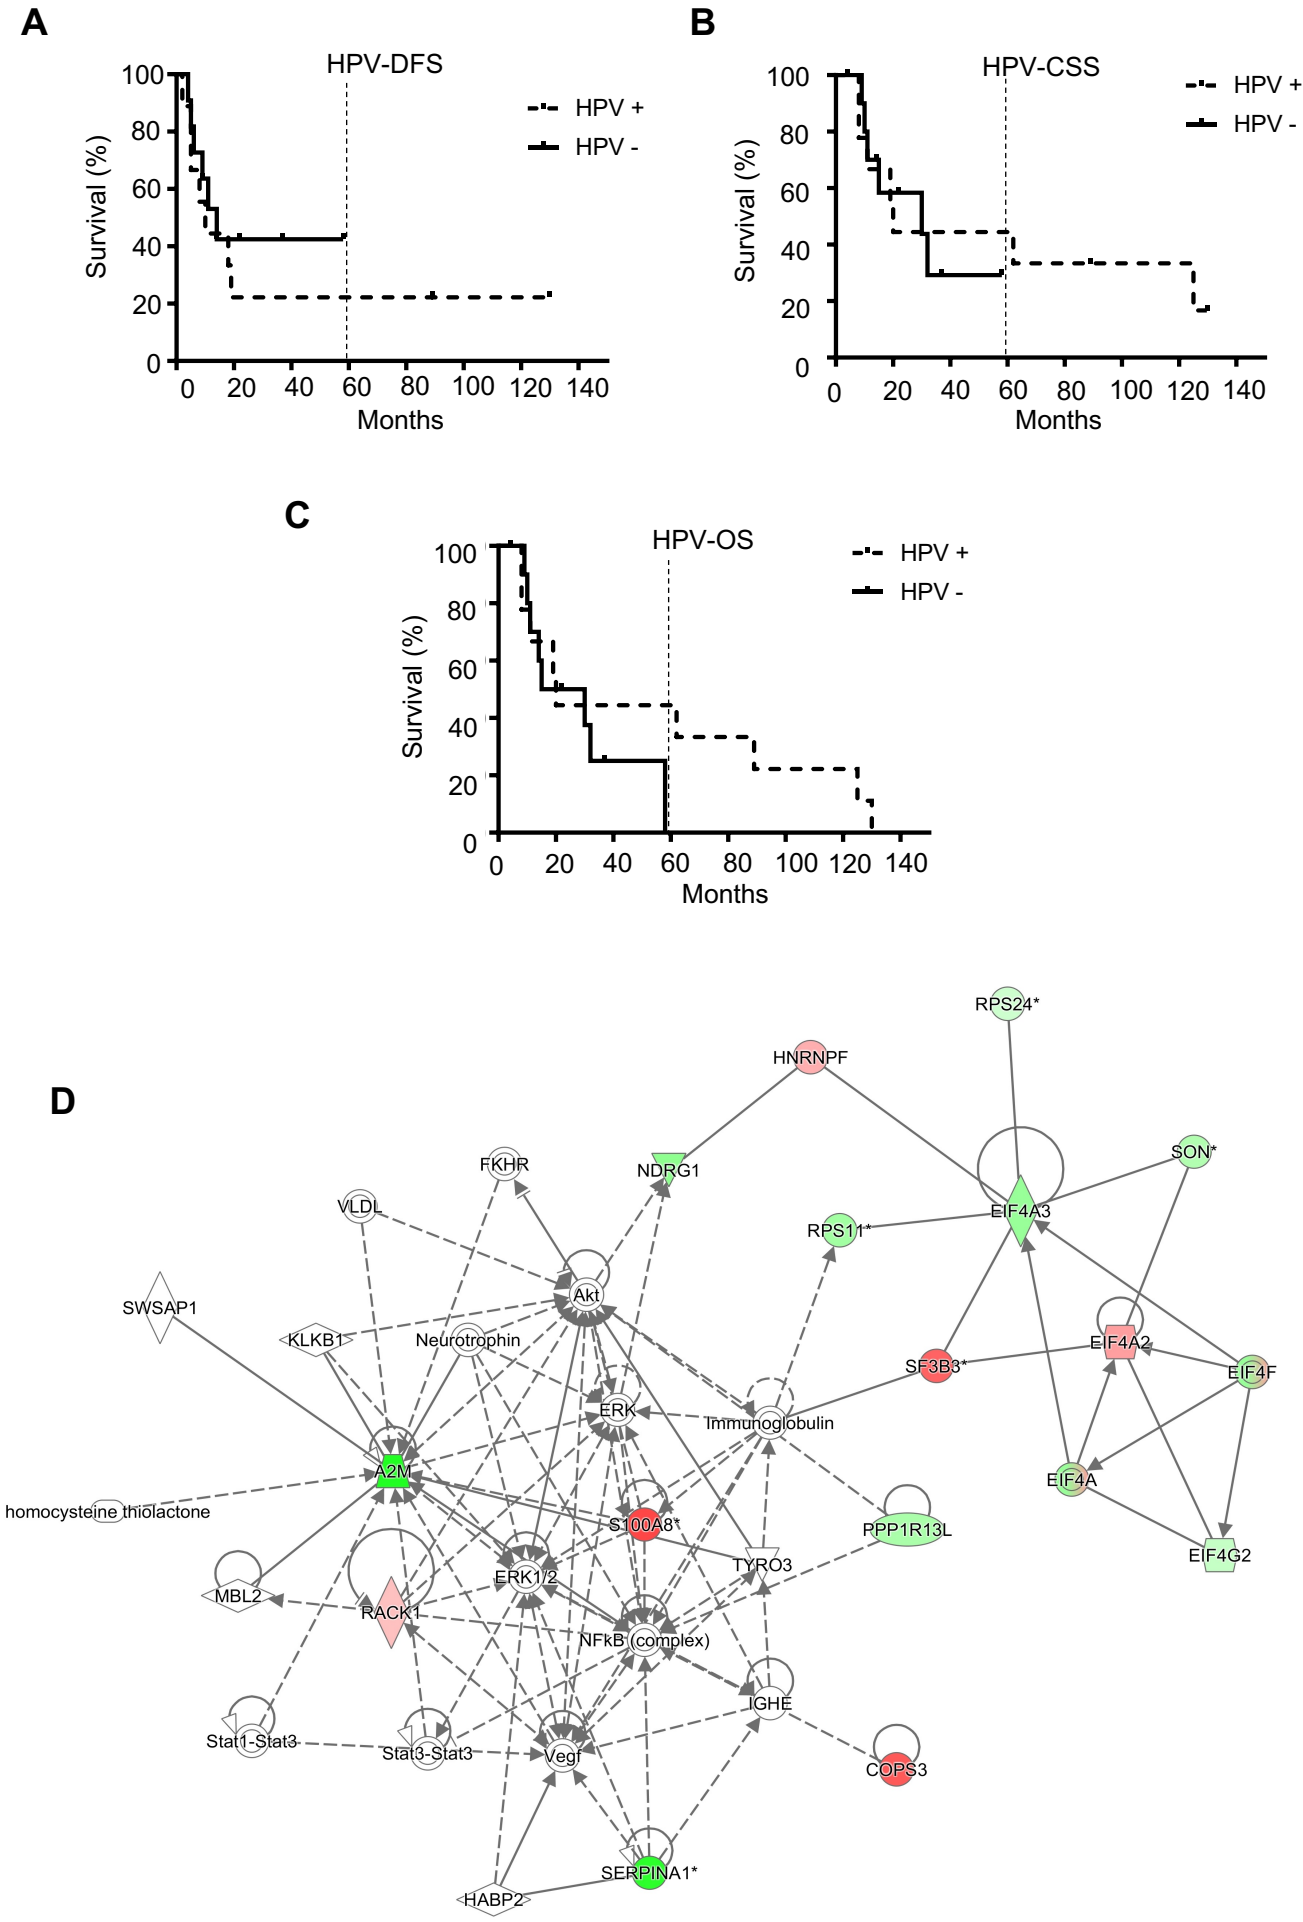 A
HPV-DFS
HPV +
HPV -
Survival (%)
100
80
60
40
20
0
0 20 40 60 80 100 120 140
Months
B
HPV-CSS
HPV +
HPV -
Survival (%)
100
80
60
40
20
0
0 20 40 60 80 100 120 140
Months
C
HPV-OS
HPV +
HPV -
Survival (%)
100
80
60
40
20
0
0 20 40 60 80 100 120 140
Months
D
RPS24*
HNRNPF
SON*
FKHR
NDRG1
VLDL
EIF4A3
RPS11*
Akt
SWSAP1
KLKB1
Neurotrophin
EIF4A2
SF3B3*
EIF4F
ERK
Immunoglobulin
A2M
EIF4A
homocysteine thiolactone
S100A8*
PPP1R13L
EIF4G2
TYRO3
ERK1/2
MBL2
RACK1
NFkB (complex)
IGHE
Stat1-Stat3
Stat3-Stat3
Vegf
COPS3
SERPINA1*
HABP2